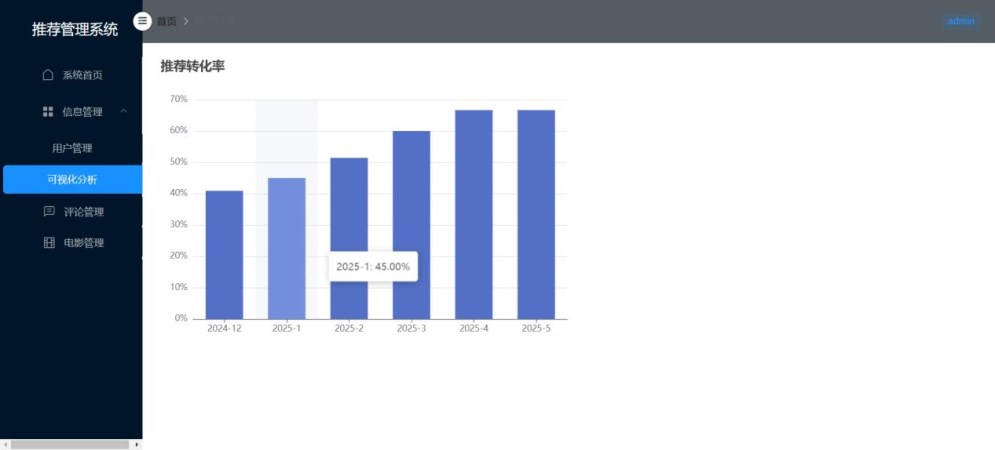 推荐管理系统
首页
admin
系统首页
信息管理
用户管理
可视化分析
评论管理
电影管理
推荐转化率
70%
60%
50%
40%
30%
20%
10%
0%
2025-1: 45.00%
2024-12 2025-1 2025-2 2025-3 2025-4 2025-5